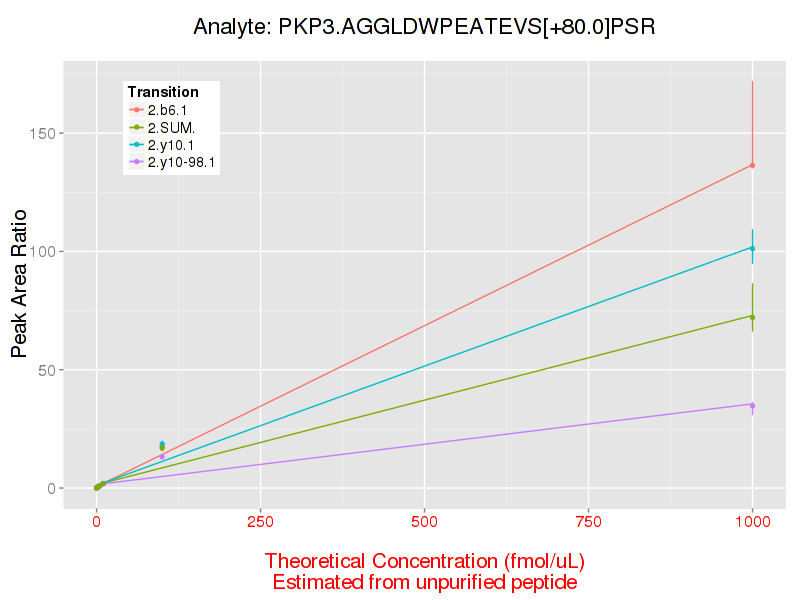 Analyte: PKP3.AGGLDWPEATEVS[+80.0]PSR
Transition
2.b6.1
2.SUM.
2.y10.1
2.y10-98.1
Peak Area Ratio
150
100
50
0
0 250 500 750 1000
Theoretical Concentration (fmol/uL)
Estimated from unpurified peptide